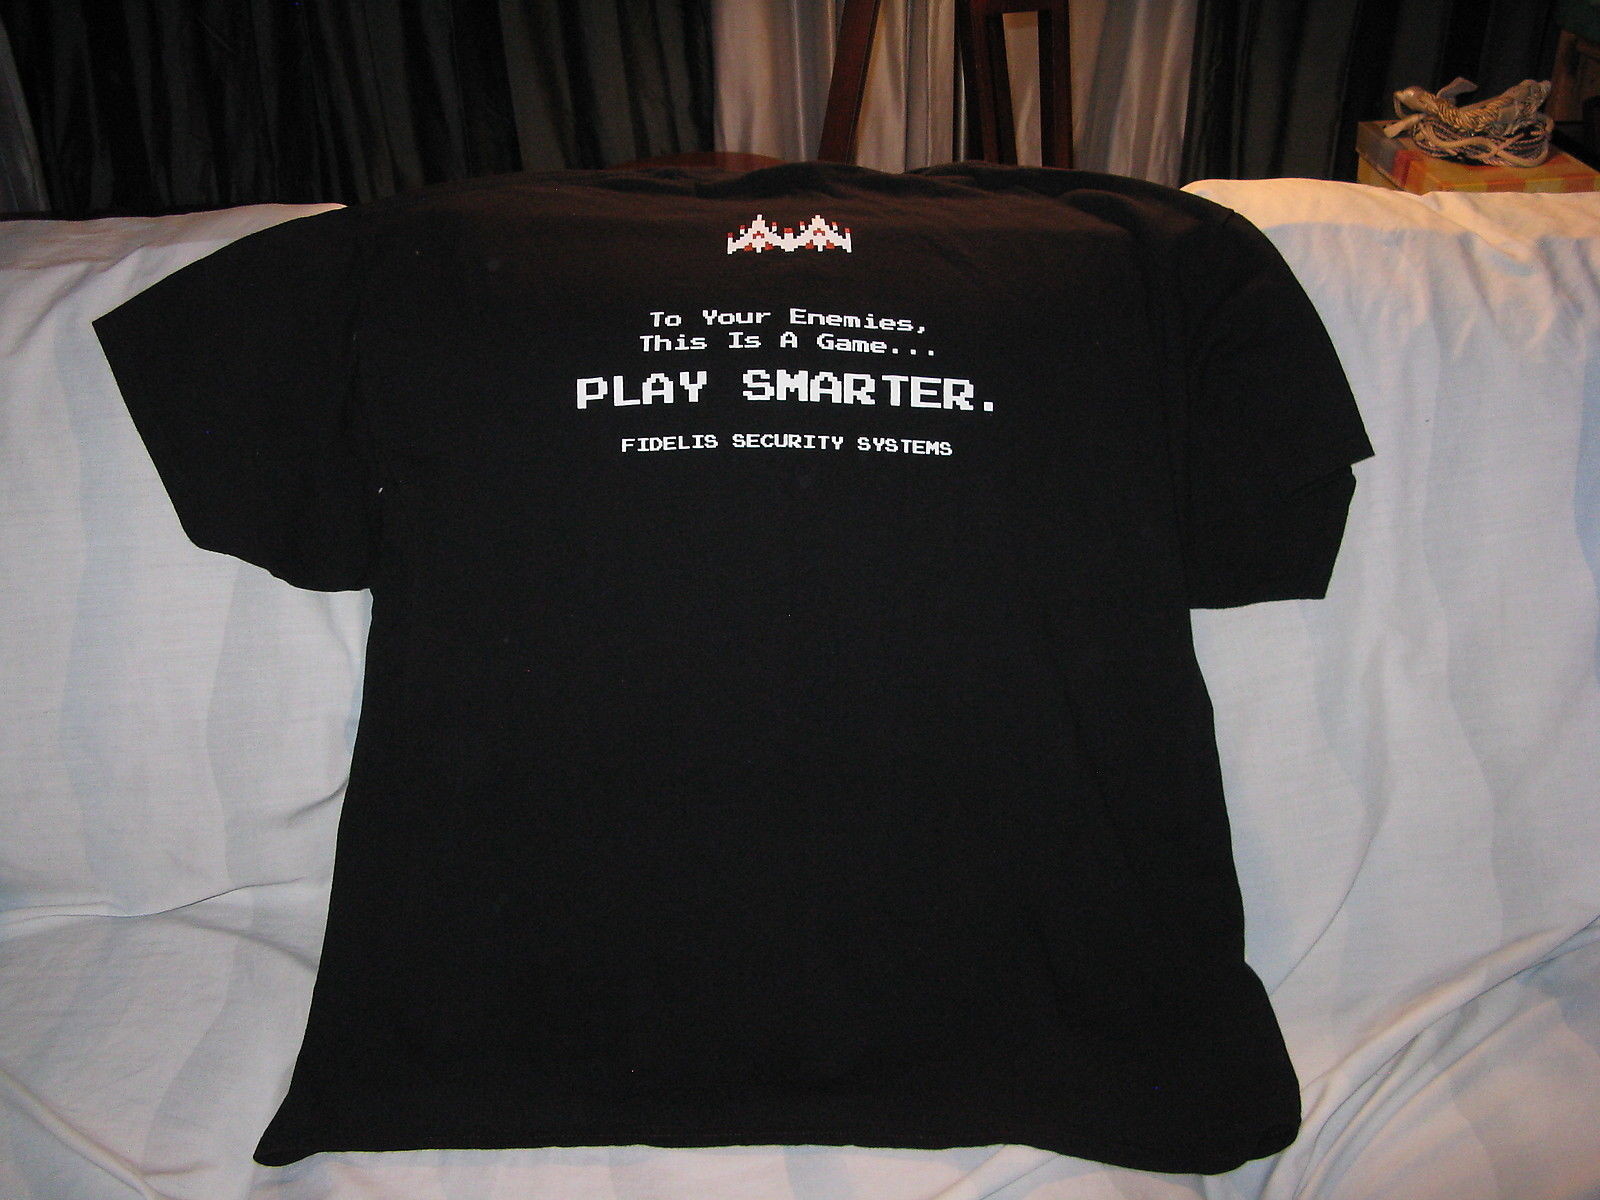 To Your Enemies,
This Is A Game...
PLAY SMARTER.
FIDELIS SECURITY SYSTEMS